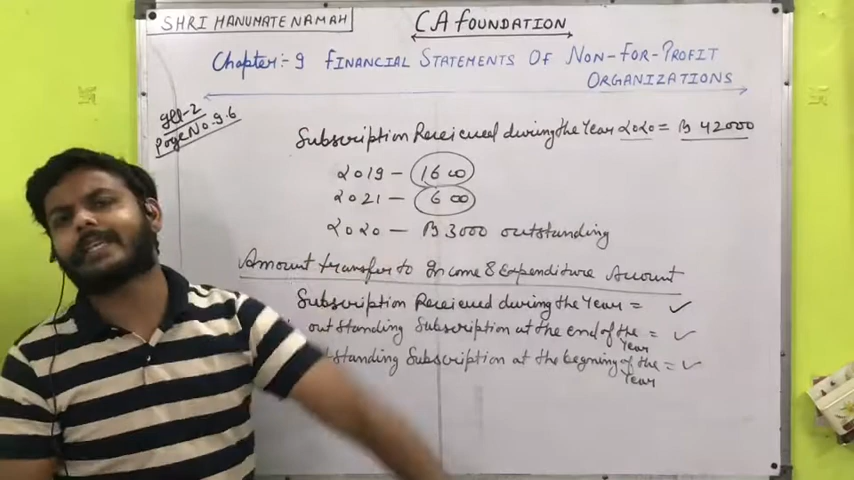 SHRI HANUMATE NAMAH
CA FOUNDATION
Chapter:- 9 FINANCIAL STATEMENTS OF NON-FOR-PROFIT
ORGANIZATIONS
ill-2
Page No. 9.6
Subscription Received during the Year 2020 = ₨ 42000
2019 - 1600
2021 - 600
2020 - ₨ 3000 outstanding
Amount transfer to Income & Expenditure Account
Subscription Received during the Year = ✓
outstanding Subscription at the end of the Year = ✓
tstanding Subscription at the begining of the Year = ✓